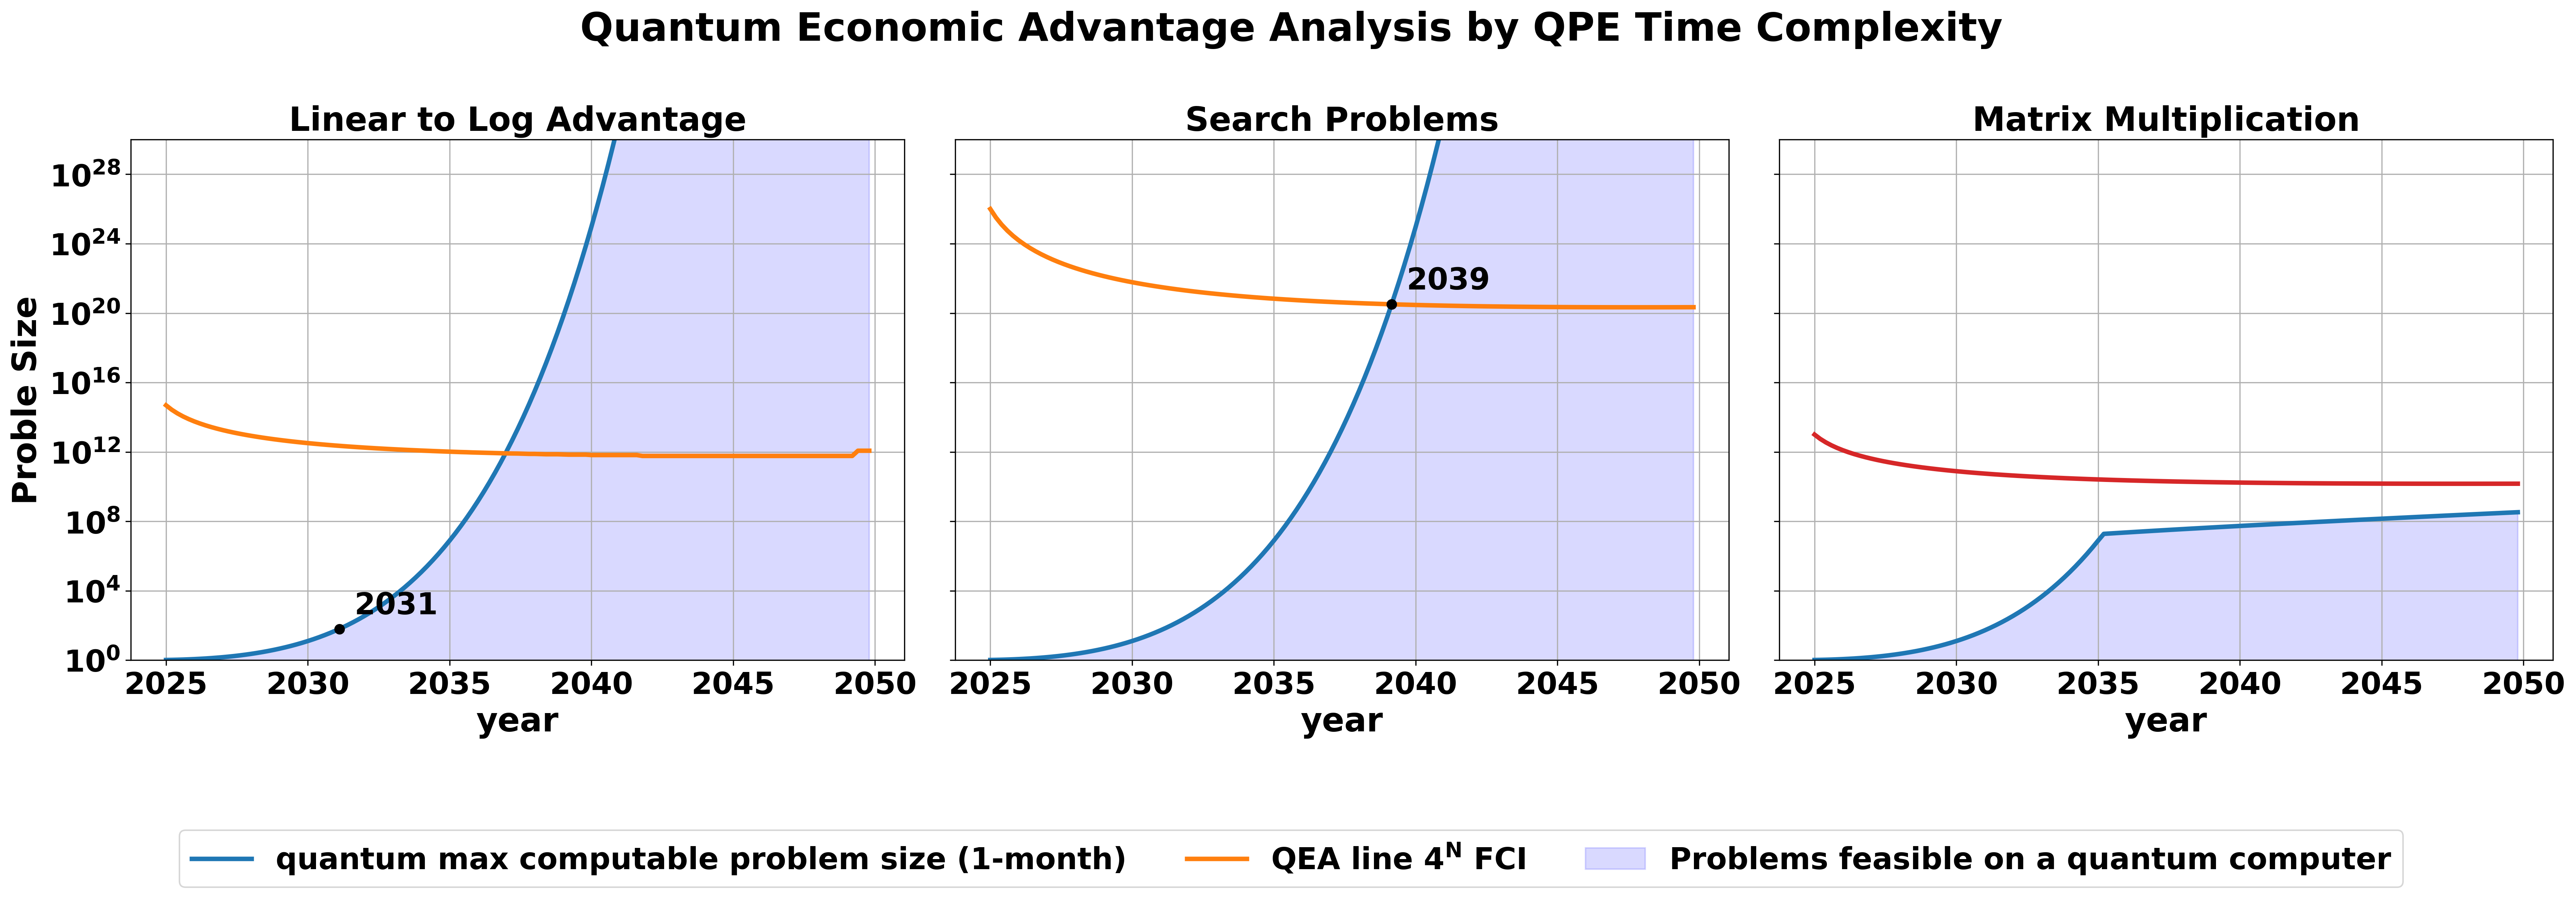 Quantum Economic Advantage Analysis by QPE Time Complexity
Linear to Log Advantage
Search Problems
Matrix Multiplication
Proble Size
10^28
10^24
10^20
10^16
10^12
10^8
10^4
10^0
2031
2039
2025 2030 2035 2040 2045 2050
2025 2030 2035 2040 2045 2050
2025 2030 2035 2040 2045 2050
year
year
year
quantum max computable problem size (1-month)
QEA line 4^N FCI
Problems feasible on a quantum computer